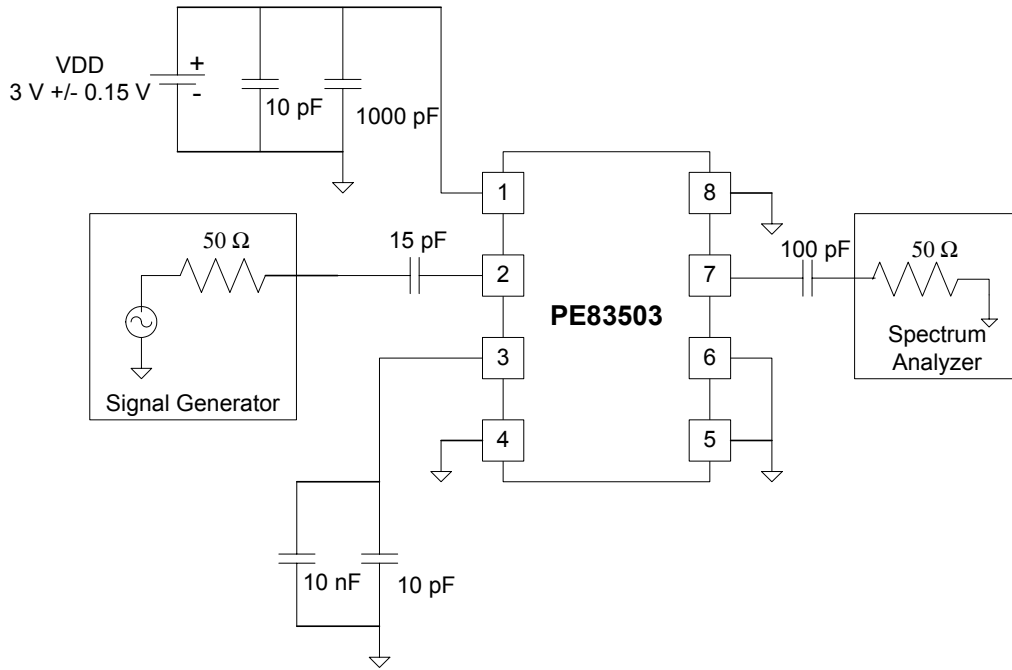 VDD
3 V +/- 0.15 V
+
-
10 pF
1000 pF
1
8
50 Ω
15 pF
2
7
100 pF
50 Ω
PE83503
Spectrum
Analyzer
3
6
Signal Generator
4
5
10 nF
10 pF